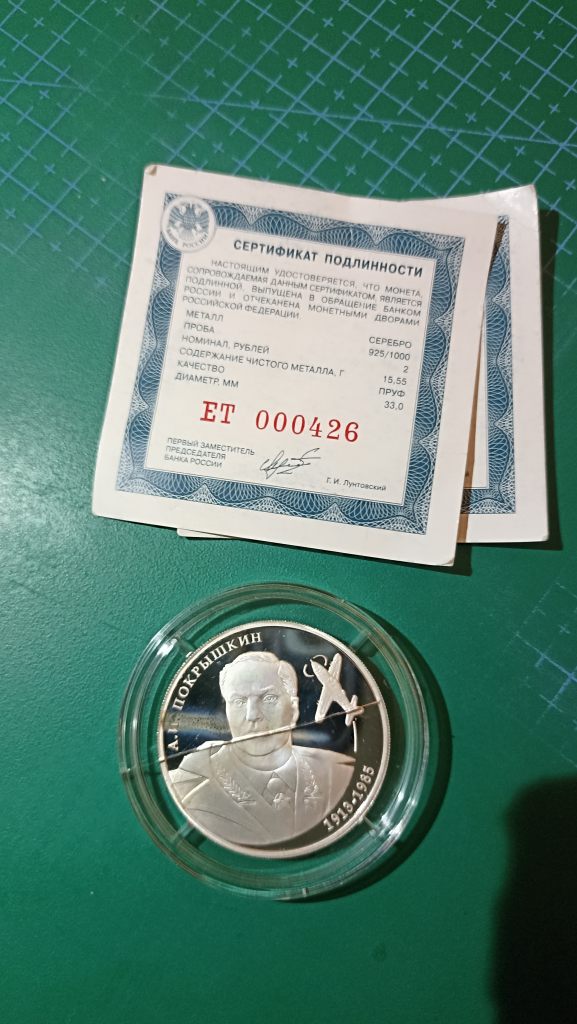 БАНК РОССИИ
СЕРТИФИКАТ ПОДЛИННОСТИ
НАСТОЯЩИМ УДОСТОВЕРЯЕТСЯ, ЧТО МОНЕТА,
СОПРОВОЖДАЕМАЯ ДАННЫМ СЕРТИФИКАТОМ, ЯВЛЯЕТСЯ
ПОДЛИННОЙ, ВЫПУЩЕНА В ОБРАЩЕНИЕ БАНКОМ
РОССИИ И ОТЧЕКАНЕНА МОНЕТНЫМИ ДВОРАМИ
РОССИЙСКОЙ ФЕДЕРАЦИИ
МЕТАЛЛ СЕРЕБРО
ПРОБА 925/1000
НОМИНАЛ, РУБЛЕЙ 2
СОДЕРЖАНИЕ ЧИСТОГО МЕТАЛЛА, Г 15,55
КАЧЕСТВО ПРУФ
ДИАМЕТР, ММ 33,0
ЕТ 000426
ПЕРВЫЙ ЗАМЕСТИТЕЛЬ
ПРЕДСЕДАТЕЛЯ
БАНКА РОССИИ
Г. И. Лунтовский
А.И. ПОКРЫШКИН
1913-1985